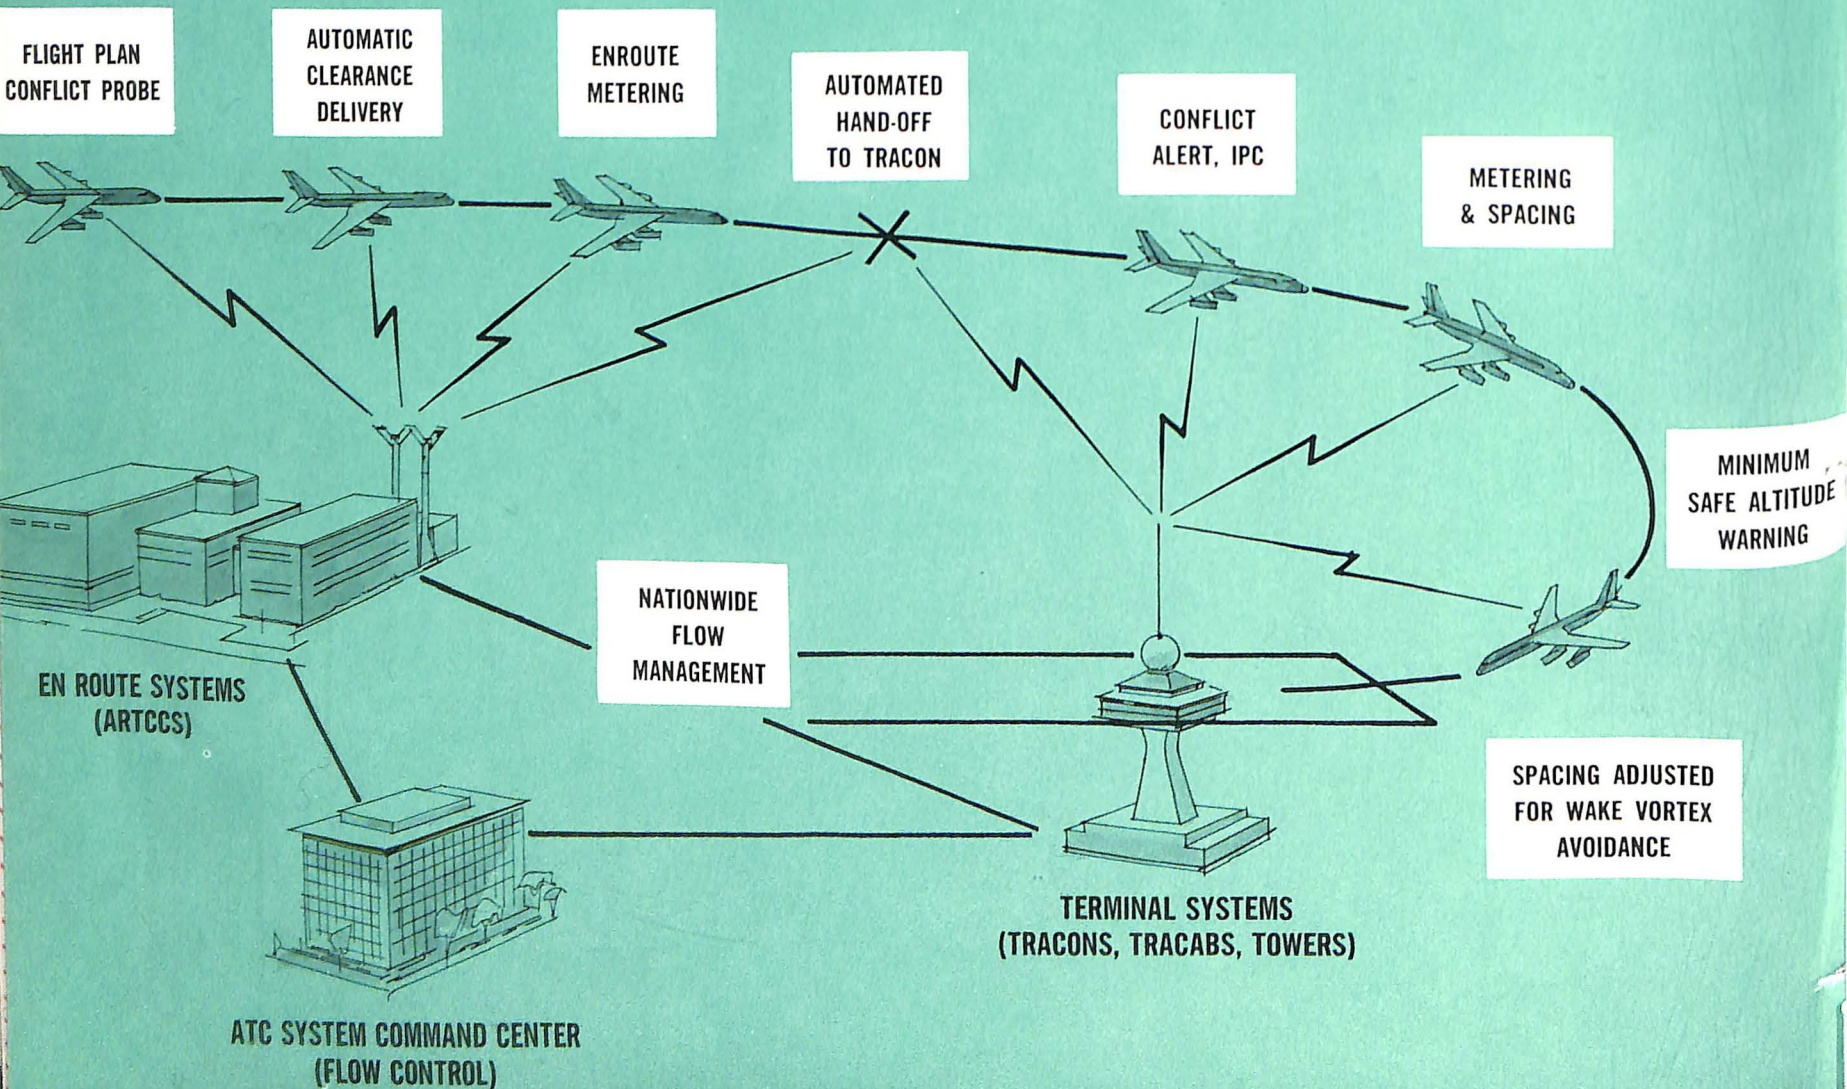 FLIGHT PLAN
CONFLICT PROBE
AUTOMATIC
CLEARANCE
DELIVERY
ENROUTE
METERING
AUTOMATED
HAND-OFF
TO TRACON
CONFLICT
ALERT, IPC
METERING
& SPACING
MINIMUM
SAFE ALTITUDE
WARNING
NATIONWIDE
FLOW
MANAGEMENT
EN ROUTE SYSTEMS
(ARTCCS)
SPACING ADJUSTED
FOR WAKE VORTEX
AVOIDANCE
TERMINAL SYSTEMS
(TRACONS, TRACABS, TOWERS)
ATC SYSTEM COMMAND CENTER
(FLOW CONTROL)